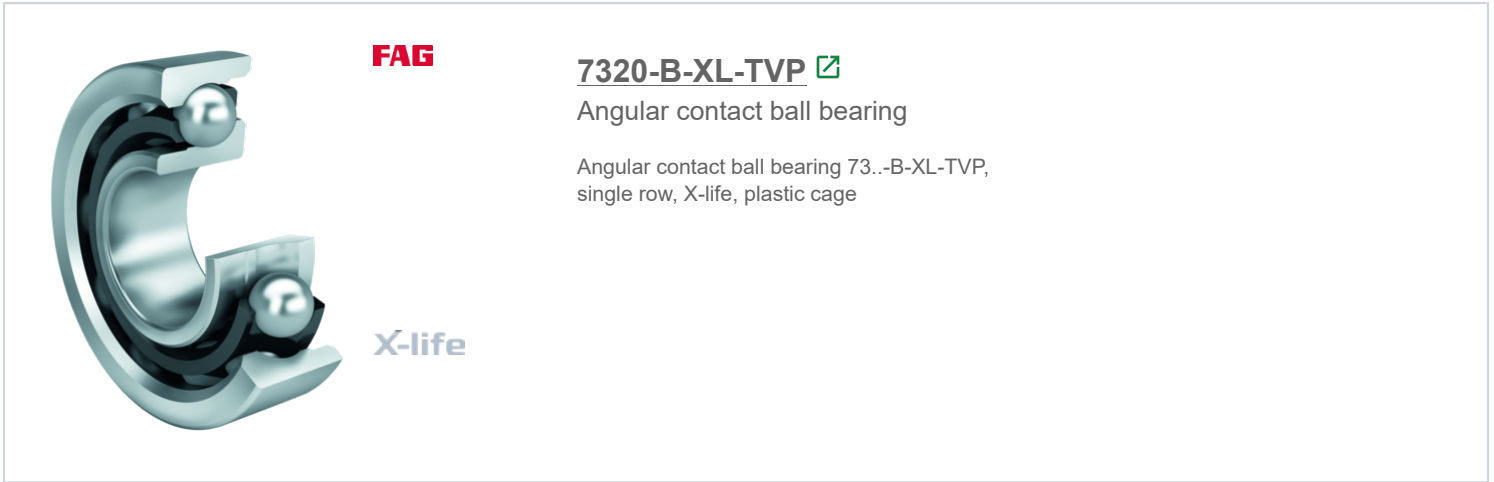 FAG
7320-B-XL-TVP
Angular contact ball bearing
Angular contact ball bearing 73..-B-XL-TVP,
single row, X-life, plastic cage
X-life